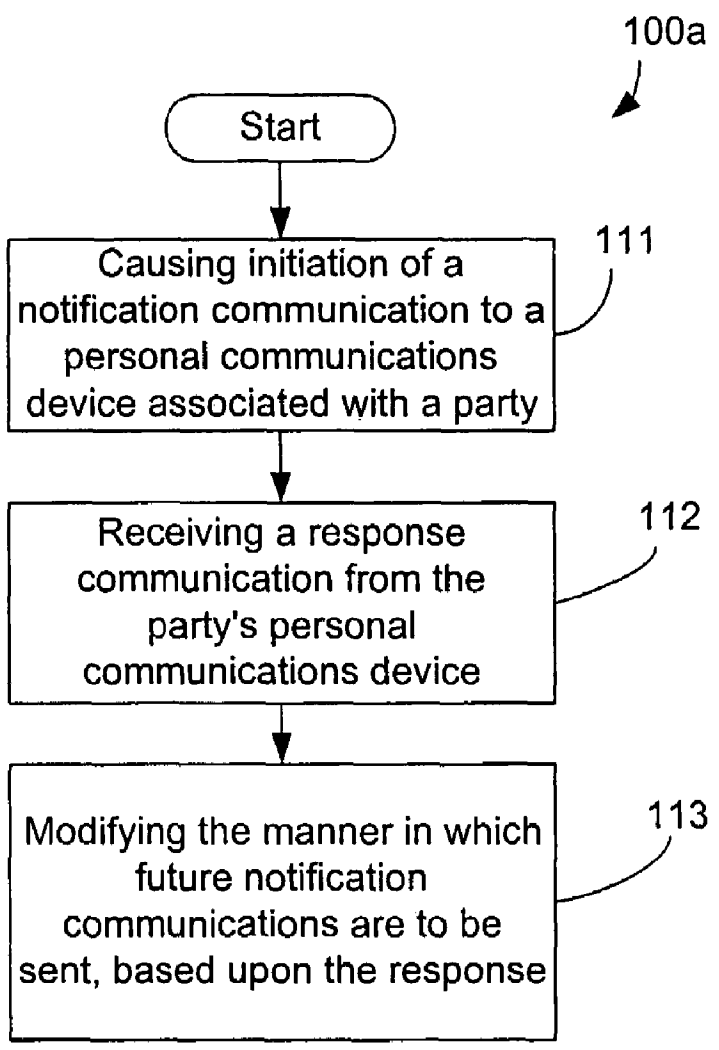 100a
Start
Causing initiation of a
notification communication to a
personal communications
device associated with a party
111
Receiving a response
communication from the
party's personal
communications device
112
Modifying the manner in which
future notification
communications are to be
sent, based upon the response
113